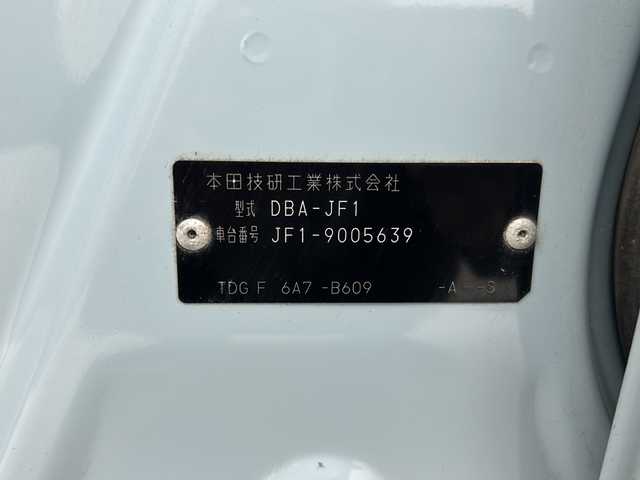 本田技研工業株式会社
型式 DBA-JF1
車台番号 JF1-9005639
TDG F 6A7 -B609 -A --S